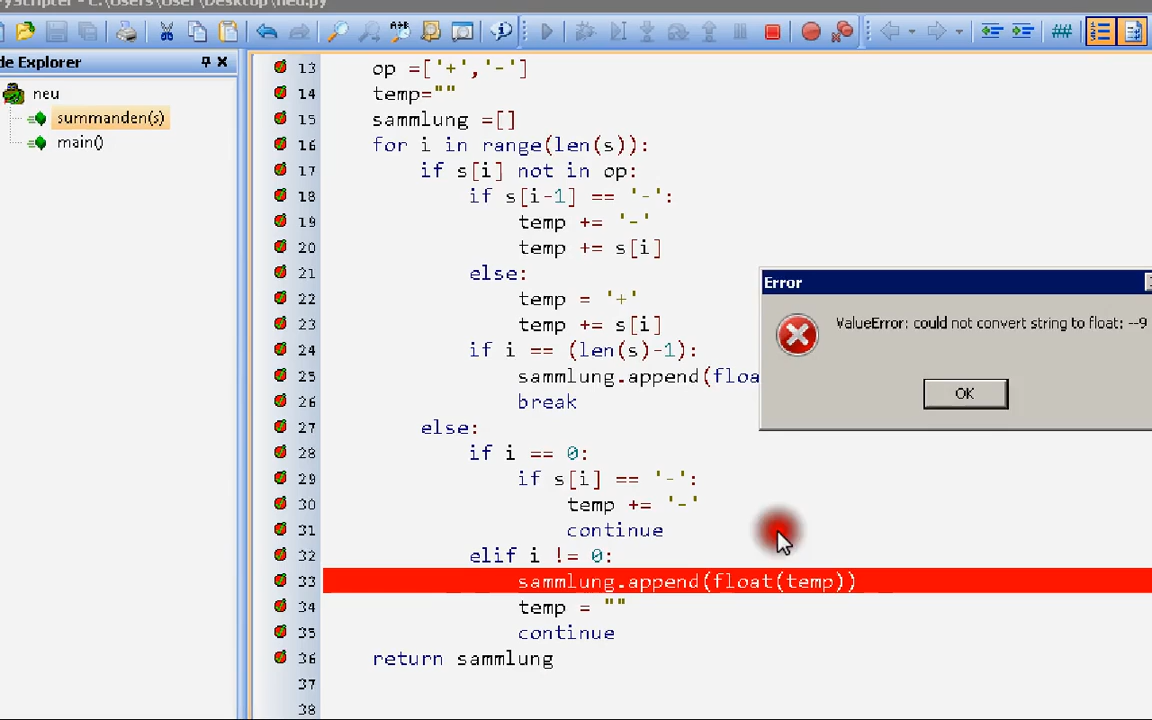 neu.py
de Explorer
neu
summanden(s)
main()
##
13 op =['+','-']
14 temp=""
15 sammlung =[]
16 for i in range(len(s)):
17 if s[i] not in op:
18 if s[i-1] == '-':
19 temp += '-'
20 temp += s[i]
21 else:
22 temp = '+'
23 temp += s[i]
24 if i == (len(s)-1):
25 sammlung.append(floa
26 break
27 else:
28 if i == 0:
29 if s[i] == '-':
30 temp += '-'
31 continue
32 elif i != 0:
33 sammlung.append(float(temp))
34 temp = ""
35 continue
36 return sammlung
37
38
Error
ValueError: could not convert string to float: --9
OK